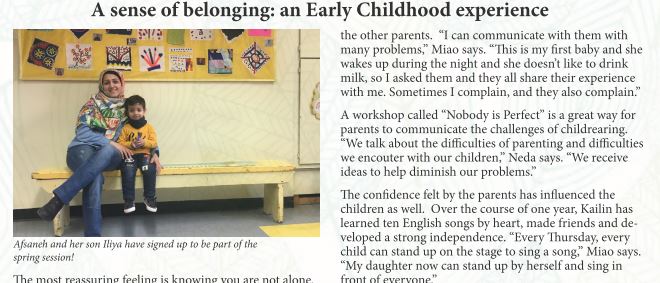 A sense of belonging: an Early Childhood experience
Afsaneh and her son Iliya have signed up to be part of the
spring session!
The most reassuring feeling is knowing you are not alone.
the other parents.  “I can communicate with them with
many problems,” Miao says. “This is my first baby and she
wakes up during the night and she doesn’t like to drink
milk, so I asked them and they all share their experience
with me. Sometimes I complain, and they also complain.”
A workshop called “Nobody is Perfect” is a great way for
parents to communicate the challenges of childrearing.
“We talk about the difficulties of parenting and difficulties
we encouter with our children,” Neda says. “We receive
ideas to help diminish our problems.”
The confidence felt by the parents has influenced the
children as well.  Over the course of one year, Kailin has
learned ten English songs by heart, made friends and de-
veloped a strong independence. “Every Thursday, every
child can stand up on the stage to sing a song,” Miao says.
“My daughter now can stand up by herself and sing in
front of everyone.”